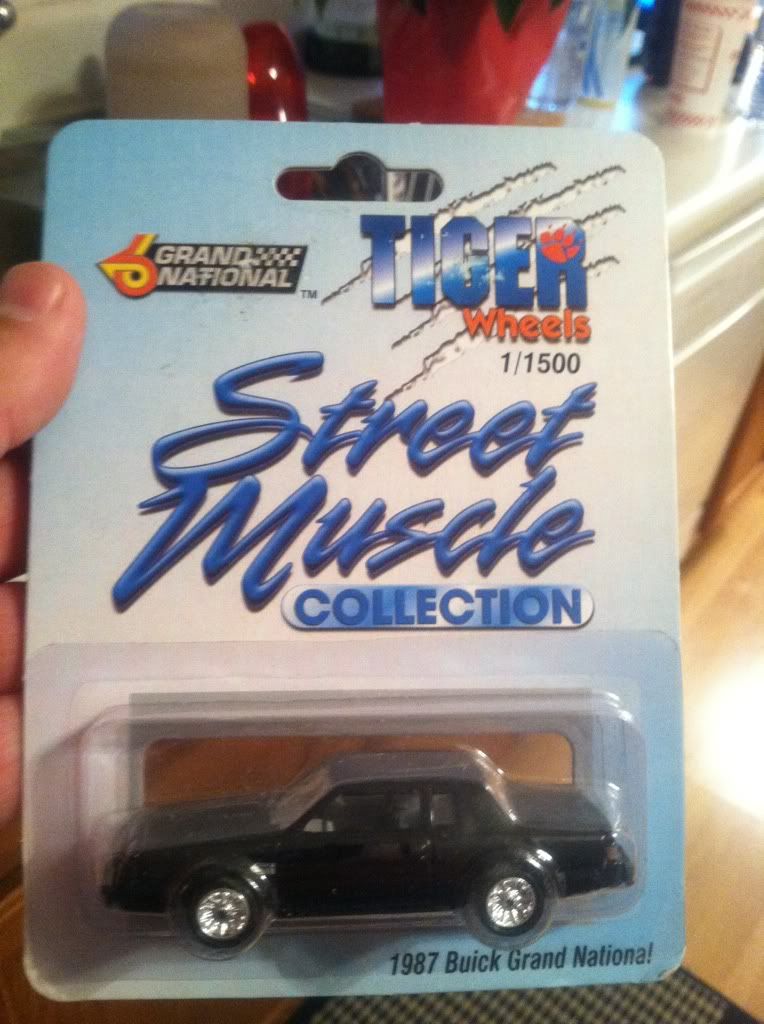 GRAND
NATIONAL
TM
TIGER
Wheels
1/1500
Street
Muscle
COLLECTION
1987 Buick Grand National